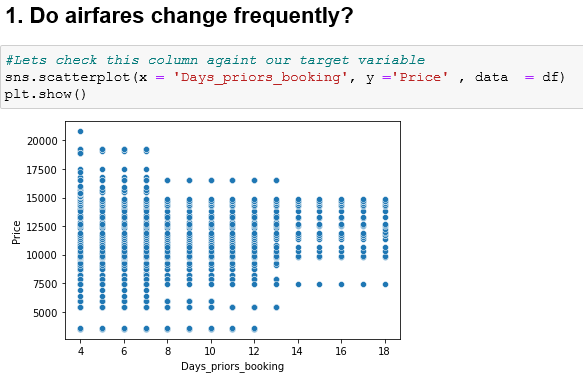 1. Do airfares change frequently?
#Lets check this column againt our target variable
sns.scatterplot(x = 'Days_priors_booking', y ='Price' , data  = df)
plt.show()
20000
17500
15000
12500
10000
7500
5000
Price
4 6 8 10 12 14 16 18
Days_priors_booking